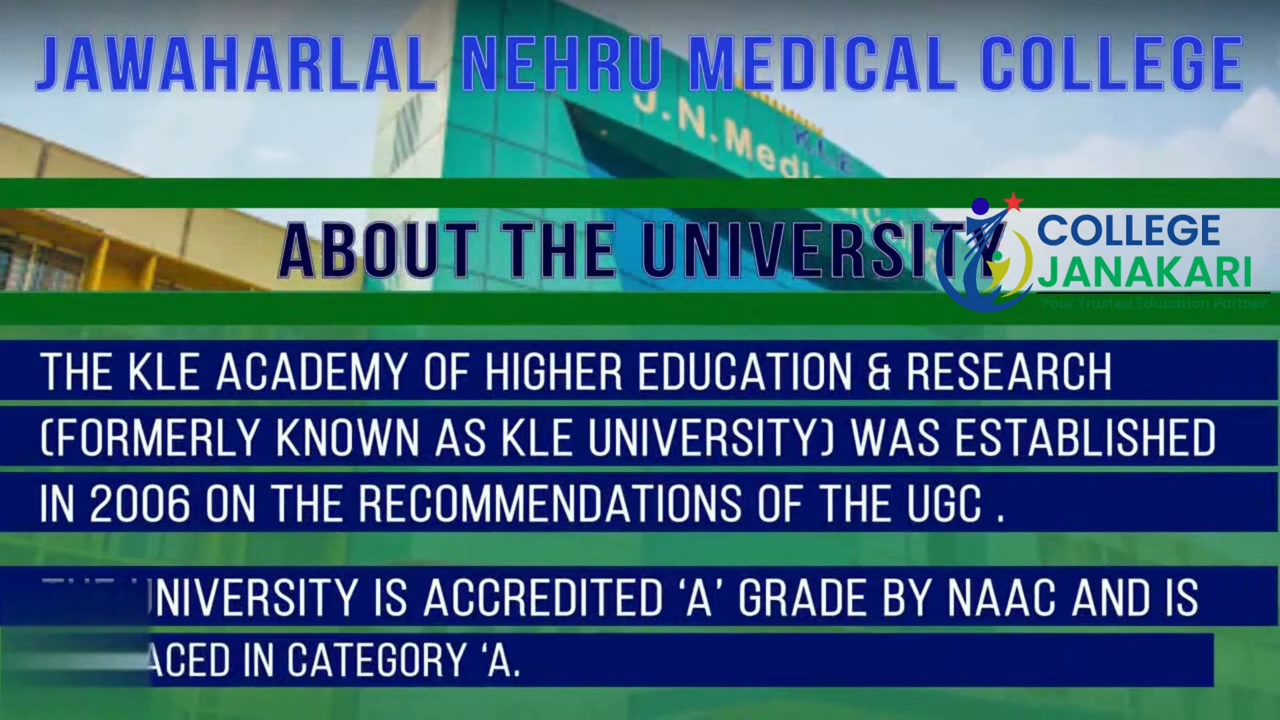 JAWAHARLAL NEHRU MEDICAL COLLEGE
K.L.E
J.N.Medi
ABOUT THE UNIVERSITY
COLLEGE
JANAKARI
Your Trusted Education Partner
THE KLE ACADEMY OF HIGHER EDUCATION & RESEARCH
(FORMERLY KNOWN AS KLE UNIVERSITY) WAS ESTABLISHED
IN 2006 ON THE RECOMMENDATIONS OF THE UGC .
UNIVERSITY IS ACCREDITED ‘A’ GRADE BY NAAC AND IS
ACED IN CATEGORY ‘A.